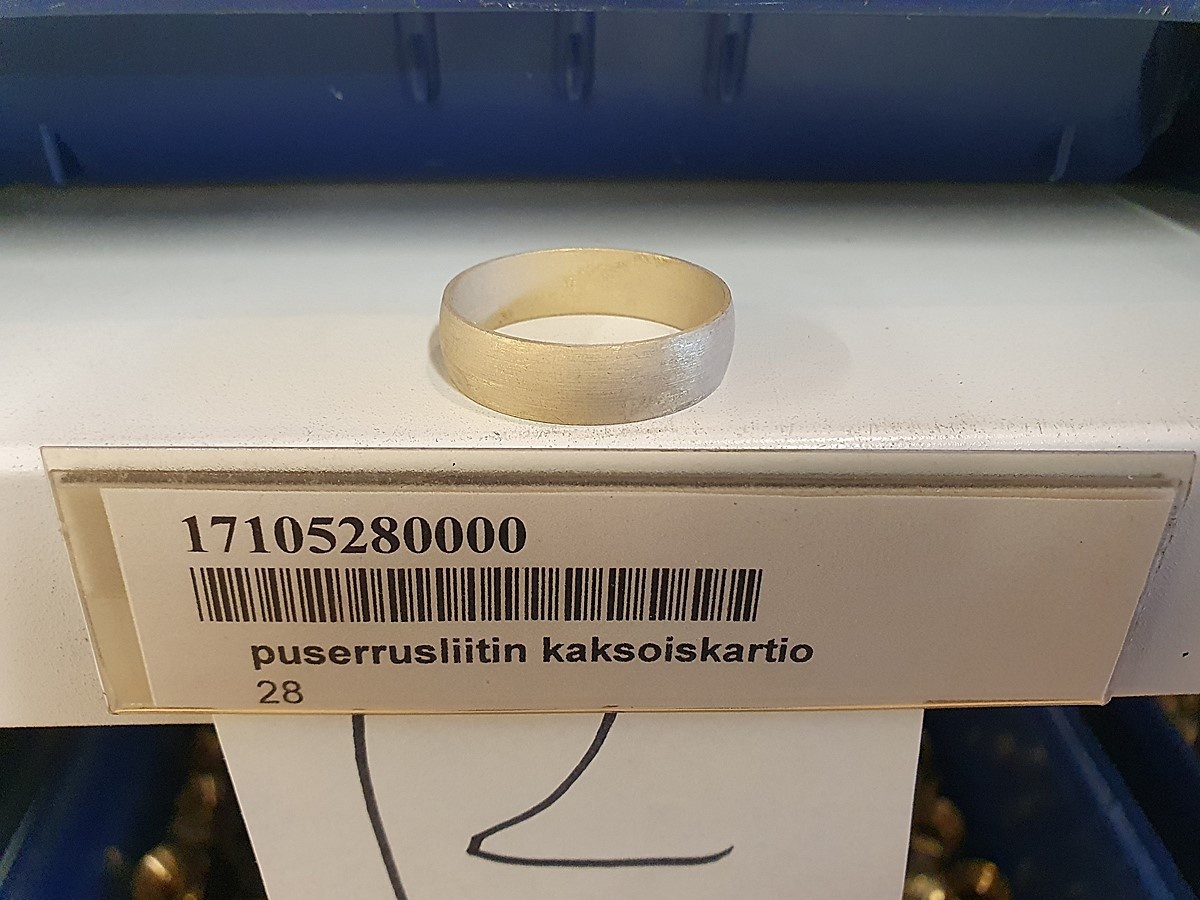 17105280000
puserrusliitin kaksoiskartio
28